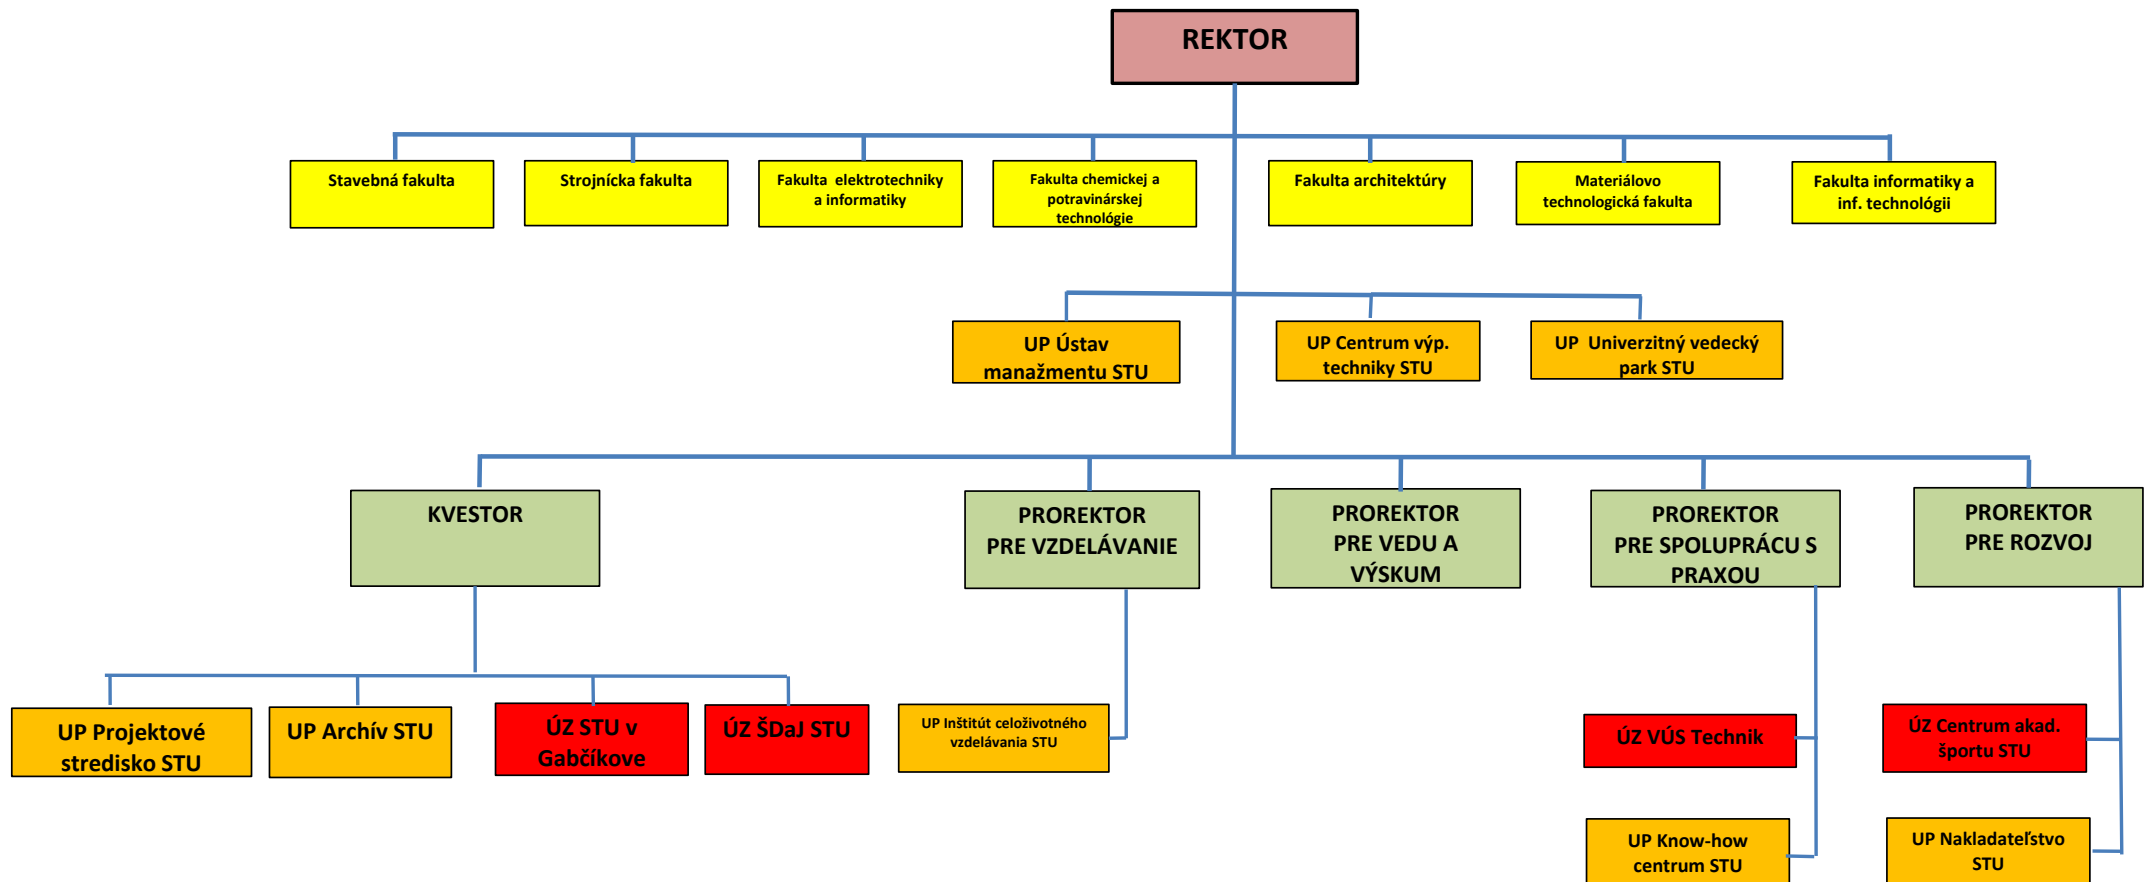 REKTOR
Stavebná fakulta
Strojnícka fakulta
Fakulta elektrotechniky
a informatiky
Fakulta chemickej a
potravinárskej
technológie
Fakulta architektúry
Materiálovo
technologická fakulta
Fakulta informatiky a
inf. technológii
UP Ústav
manažmentu STU
UP Centrum výp.
techniky STU
UP Univerzitný vedecký
park STU
KVESTOR
PROREKTOR
PRE VZDELÁVANIE
PROREKTOR
PRE VEDU A
VÝSKUM
PROREKTOR
PRE SPOLUPRÁCU S
PRAXOU
PROREKTOR
PRE ROZVOJ
UP Projektové
stredisko STU
UP Archív STU
ÚZ STU v
Gabčíkove
ÚZ ŠDaJ STU
UP Inštitút celoživotného
vzdelávania STU
ÚZ VÚS Technik
ÚZ Centrum akad.
športu STU
UP Know-how
centrum STU
UP Nakladateľstvo
STU